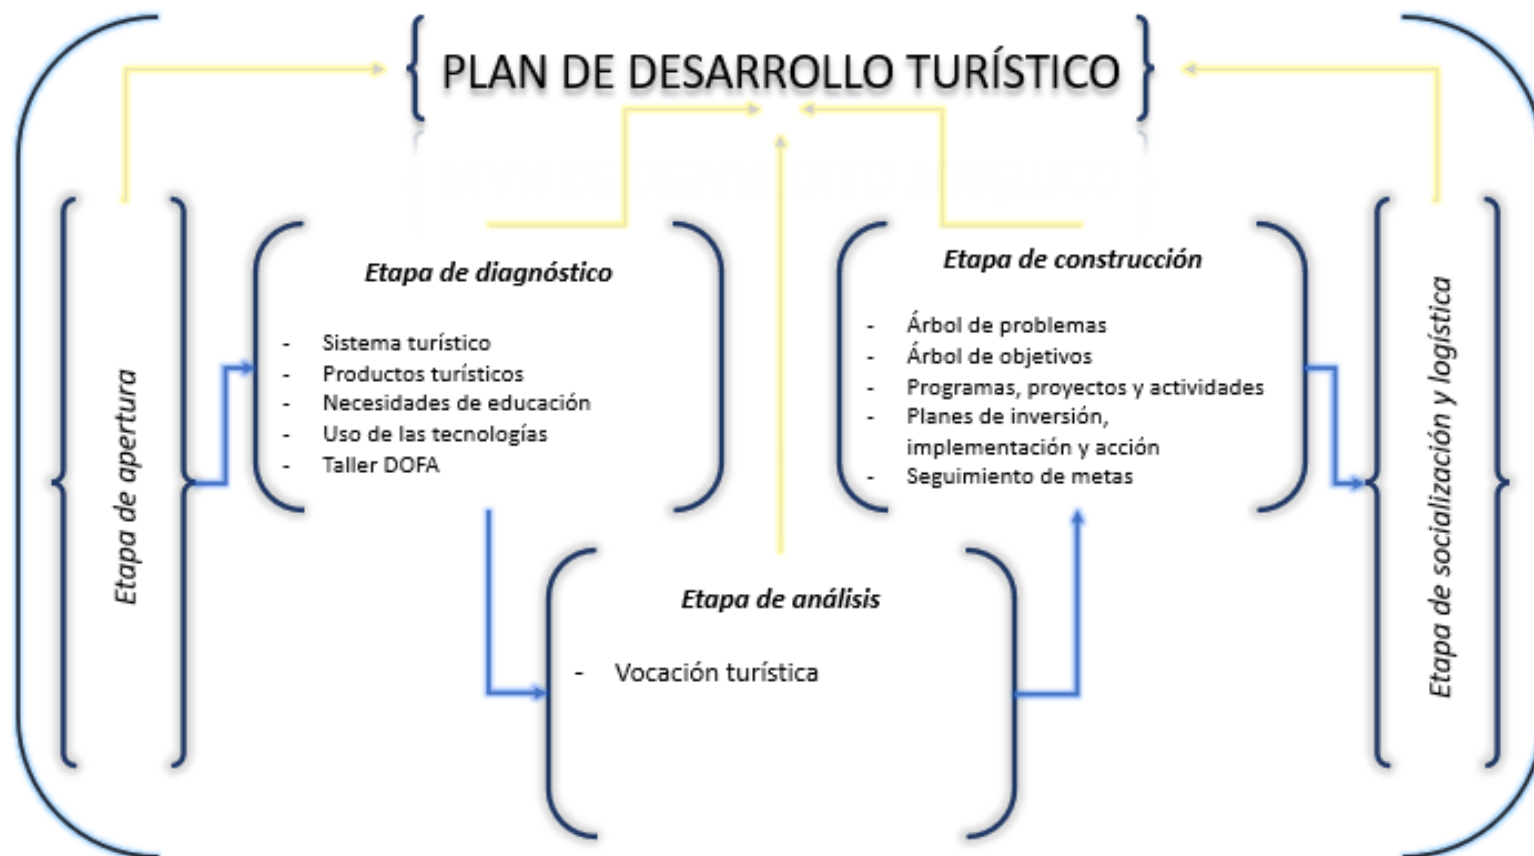 PLAN DE DESARROLLO TURÍSTICO
Etapa de apertura
Etapa de diagnóstico
- Sistema turístico
- Productos turísticos
- Necesidades de educación
- Uso de las tecnologías
- Taller DOFA
Etapa de análisis
- Vocación turística
Etapa de construcción
- Árbol de problemas
- Árbol de objetivos
- Programas, proyectos y actividades
- Planes de inversión,
implementación y acción
- Seguimiento de metas
Etapa de socialización y logística